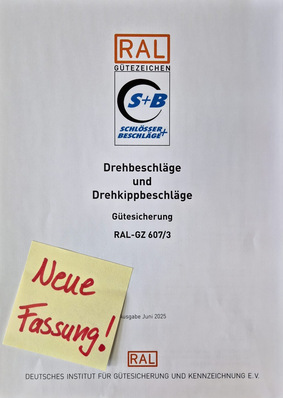 RAL
GÜTEZEICHEN
S+B
SCHLÖSSER+
BESCHLÄGE
Drehbeschläge
und
Drehkippbeschläge
Gütesicherung
RAL-GZ 607/3
Neue
Fassung!
Ausgabe Juni 2025
RAL
DEUTSCHES INSTITUT FÜR GÜTESICHERUNG UND KENNZEICHNUNG E.V.